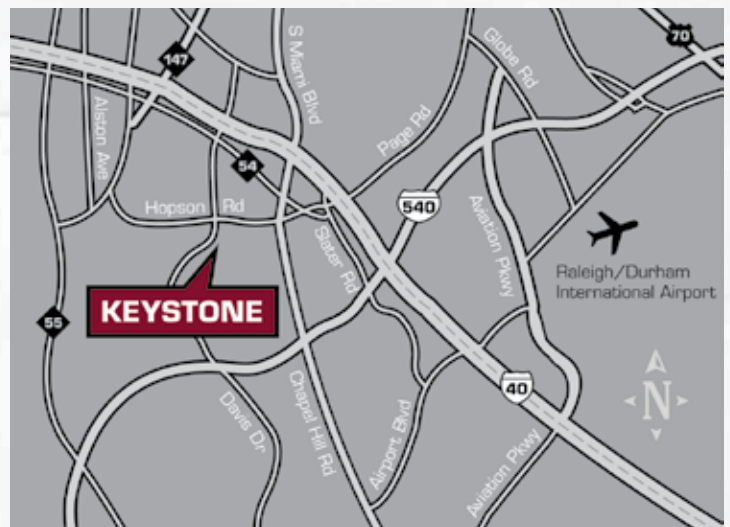 147
70
S Miami Blvd
Globe Rd
Alston Ave
Page Rd
54
Hopson Rd
540
Slater Rd
Aviation Pkwy
Raleigh/Durham
International Airport
KEYSTONE
55
40
N
Davis Dr
Chapel Hill Rd
Airport Blvd
Aviation Pkwy